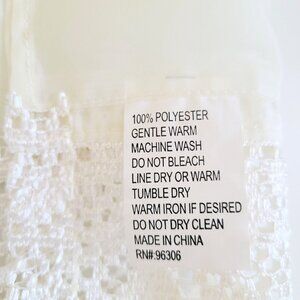 100% POLYESTER
GENTLE WARM
MACHINE WASH
DO NOT BLEACH
LINE DRY OR WARM
TUMBLE DRY
WARM IRON IF DESIRED
DO NOT DRY CLEAN
MADE IN CHINA
RN#:96306